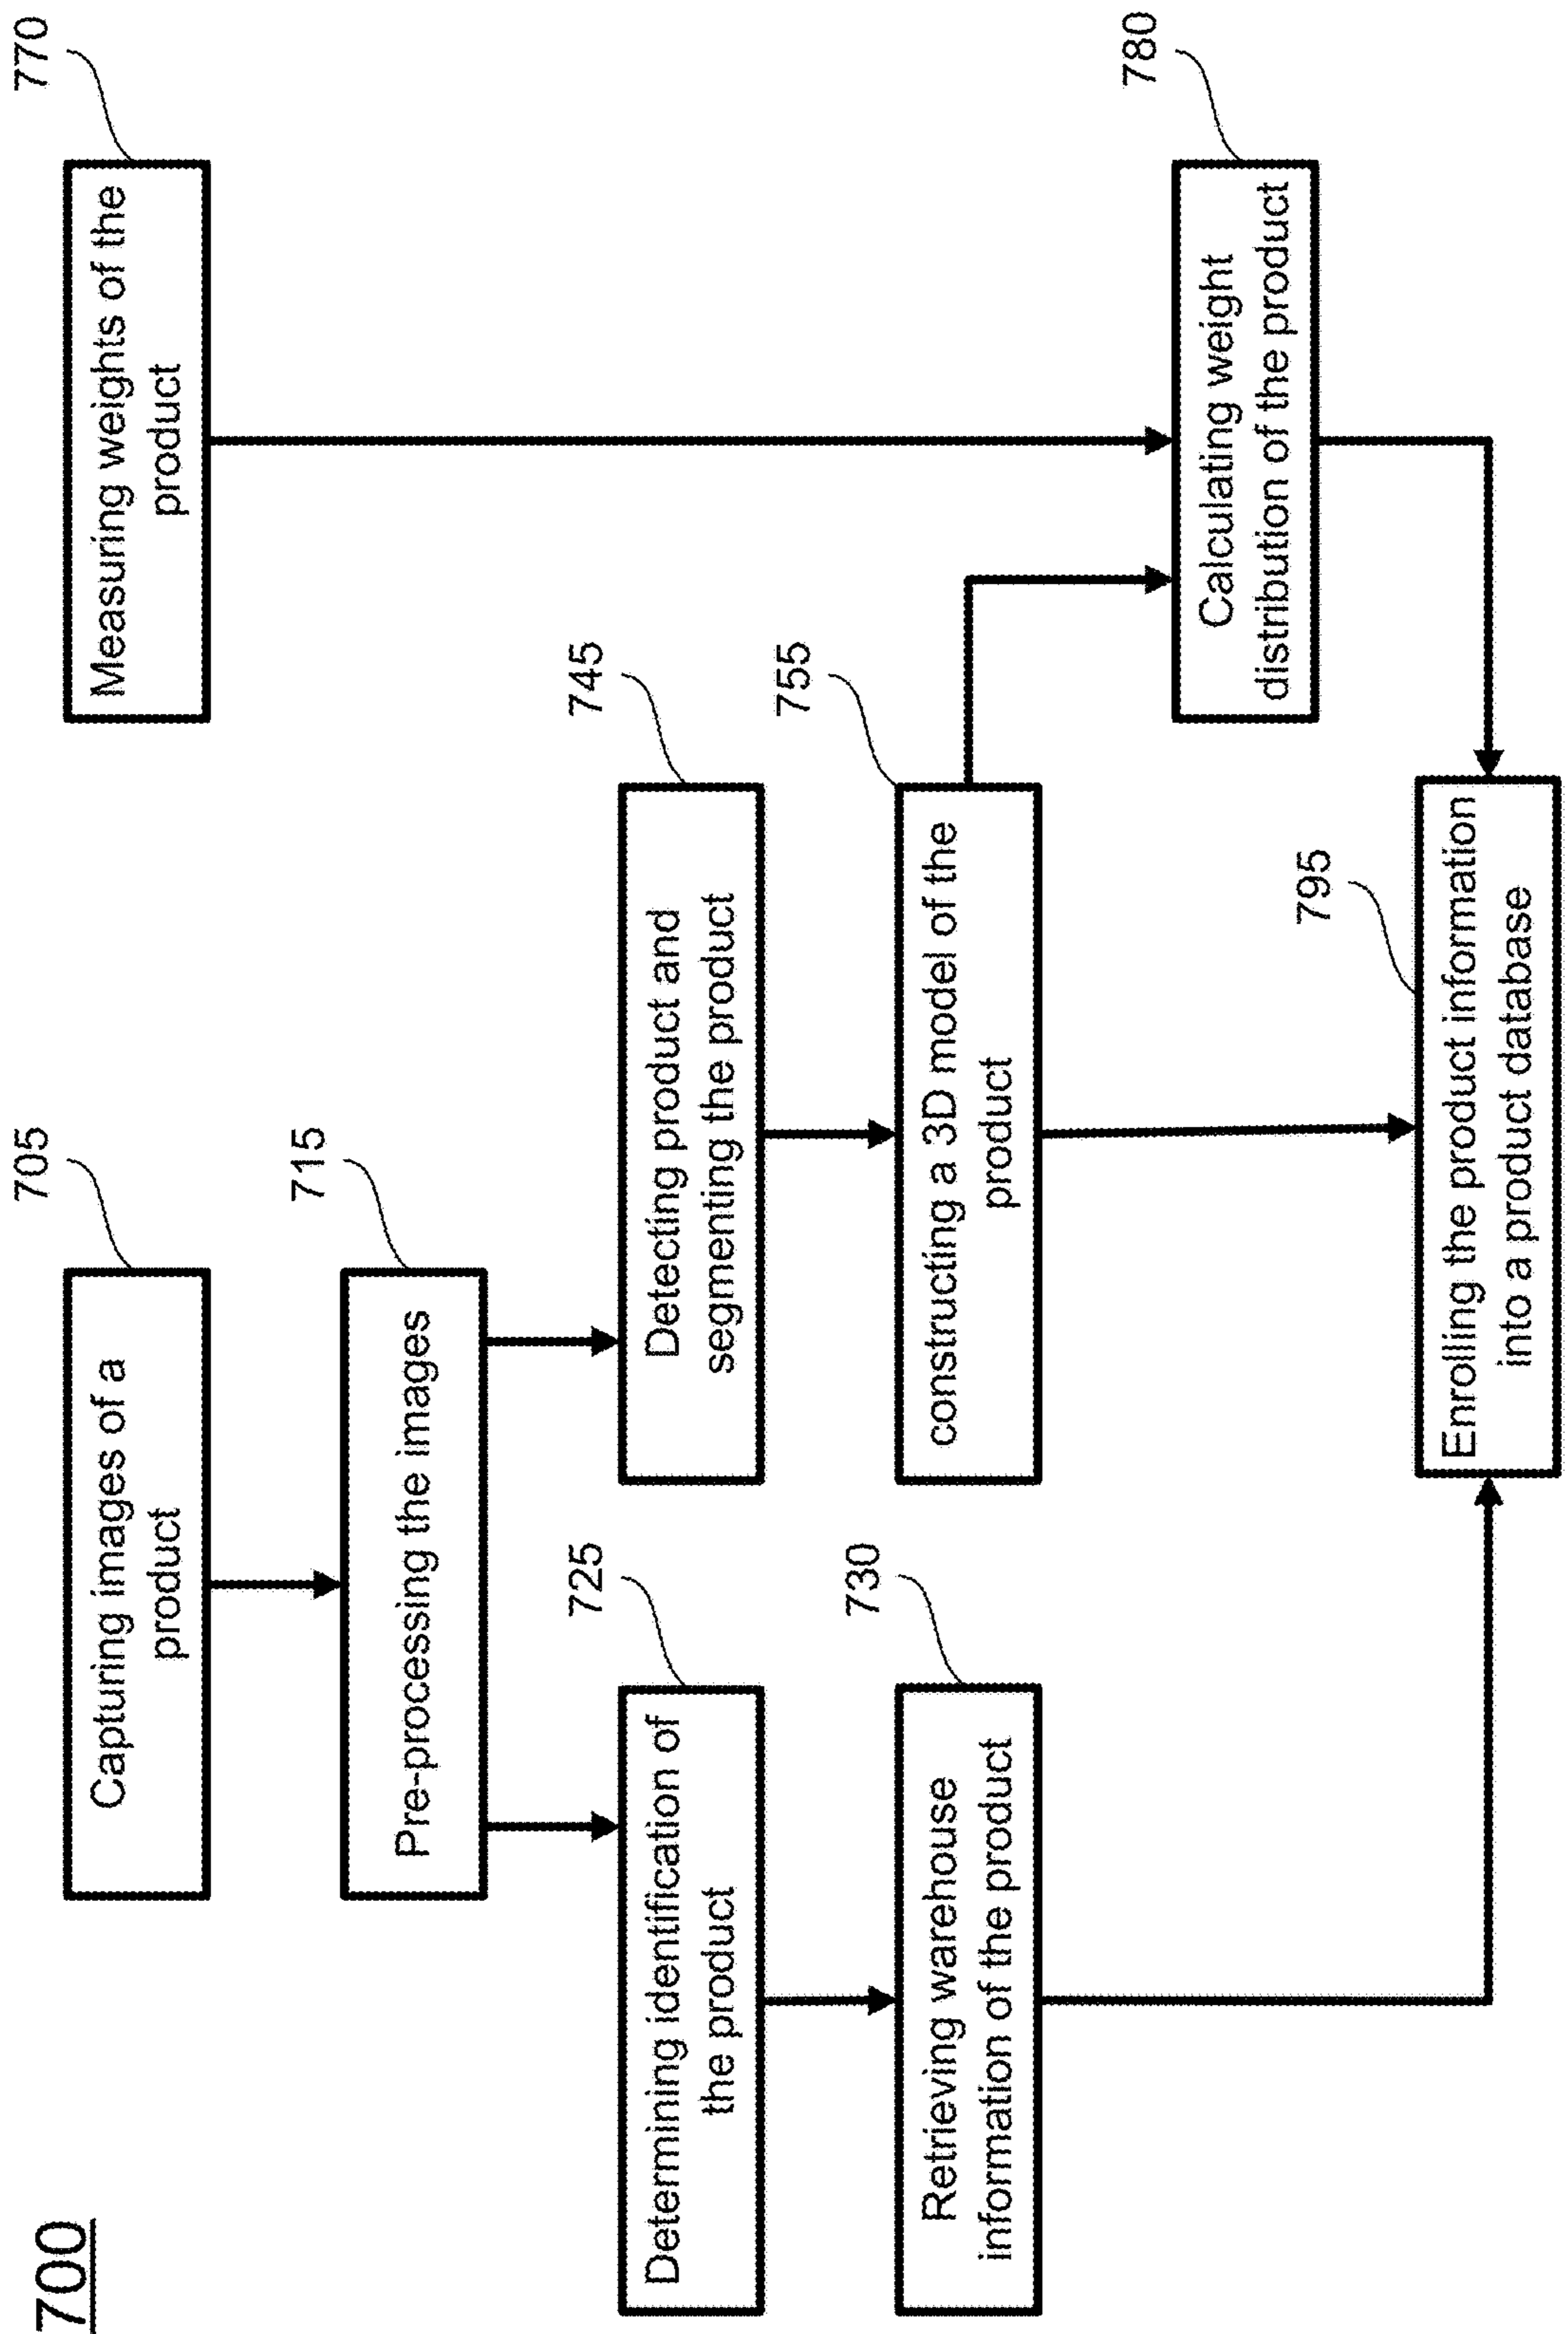 700
705
Capturing images of a
product
770
Measuring weights of the
product
715
Pre-processing the images
725
Determining identification of
the product
745
Detecting product and
segmenting the product
730
Retrieving warehouse
information of the product
755
constructing a 3D model of the
product
780
Calculating weight
distribution of the product
795
Enrolling the product information
into a product database